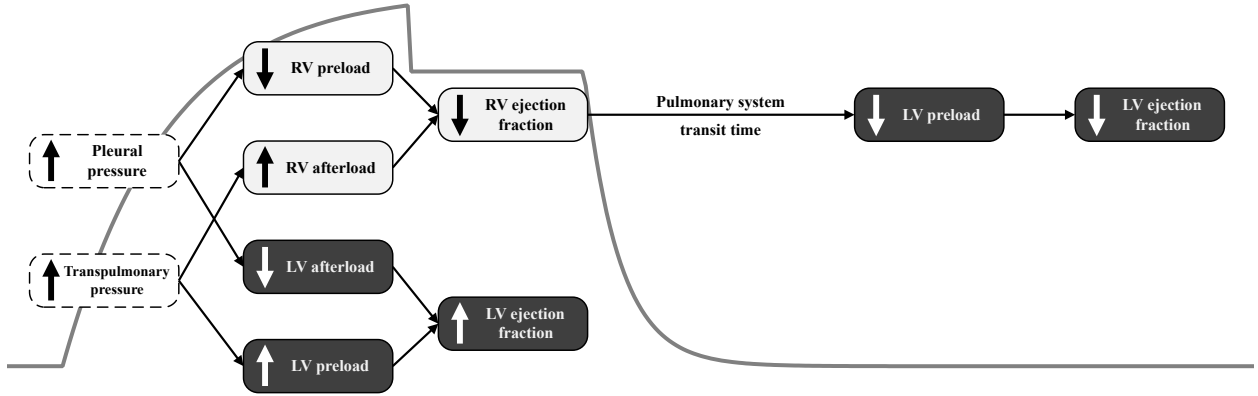 Pleural
pressure
Transpulmonary
pressure
RV preload
RV afterload
LV afterload
LV preload
RV ejection
fraction
LV ejection
fraction
Pulmonary system
transit time
LV preload
LV ejection
fraction